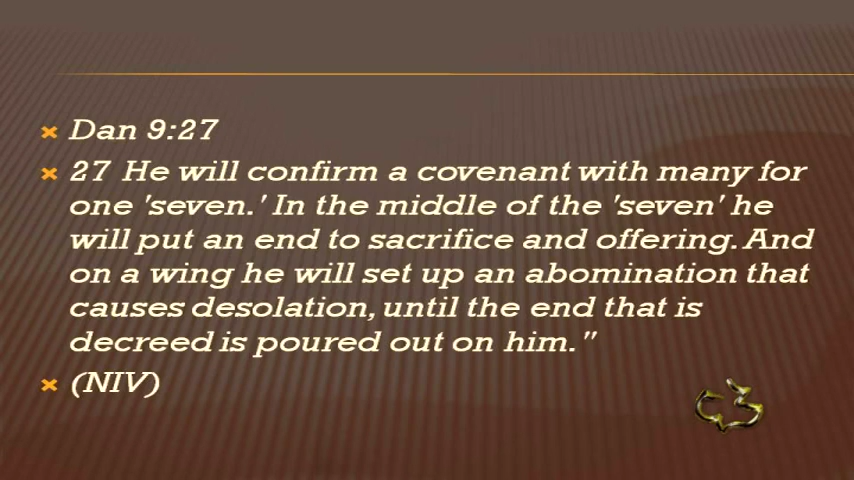 Dan 9:27
27 He will confirm a covenant with many for
one 'seven.' In the middle of the 'seven' he
will put an end to sacrifice and offering. And
on a wing he will set up an abomination that
causes desolation, until the end that is
decreed is poured out on him."
(NIV)
C3